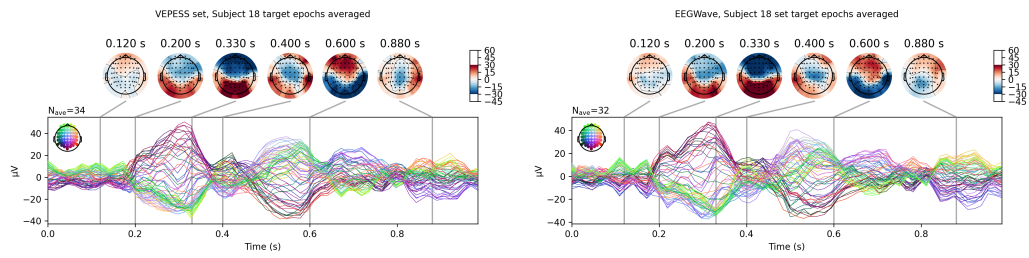 VEPESS set, Subject 18 target epochs averaged
0.120 s 0.200 s 0.330 s 0.400 s 0.600 s 0.880 s
60
45
30
15
0
−15
−30
−45
Nave=34
40
20
0
−20
−40
µV
0.0 0.2 0.4 0.6 0.8
Time (s)
EEGWave, Subject 18 set target epochs averaged
0.120 s 0.200 s 0.330 s 0.400 s 0.600 s 0.880 s
60
45
30
15
0
−15
−30
−45
Nave=32
40
20
0
−20
−40
µV
0.0 0.2 0.4 0.6 0.8
Time (s)